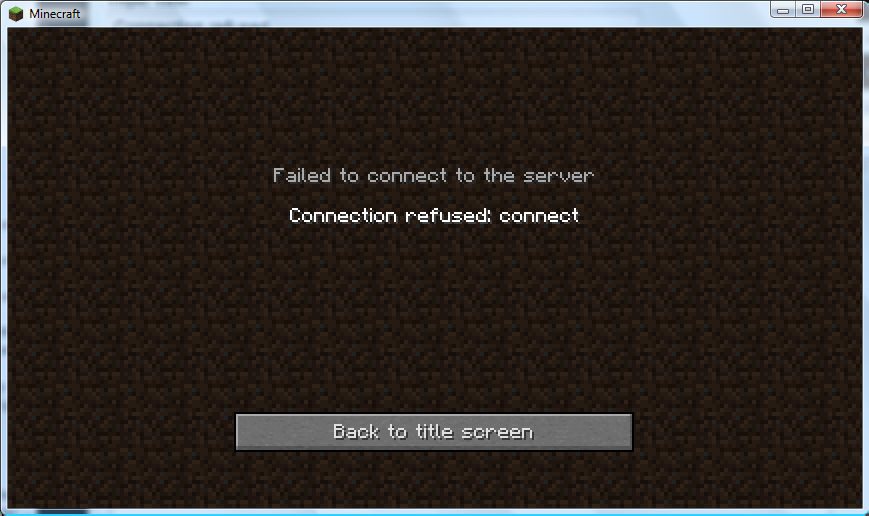 Minecraft
Failed to connect to the server
Connection refused: connect
Back to title screen